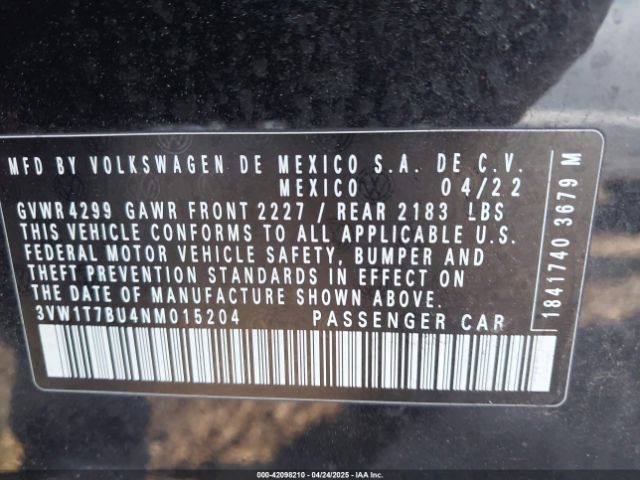 MFD BY VOLKSWAGEN DE MEXICO S.A. DE C.V.
MEXICO 04/22
GVWR 4299 GAWR FRONT 2227 / REAR 2183 LBS
THIS VEHICLE CONFORMS TO ALL APPLICABLE U.S.
FEDERAL MOTOR VEHICLE SAFETY, BUMPER AND
THEFT PREVENTION STANDARDS IN EFFECT ON
THE DATE OF MANUFACTURE SHOWN ABOVE.
3VW1T7BU4NM015204 PASSENGER CAR
1841740 3679 M
000-42098210 - 04/24/2025 - IAA Inc.